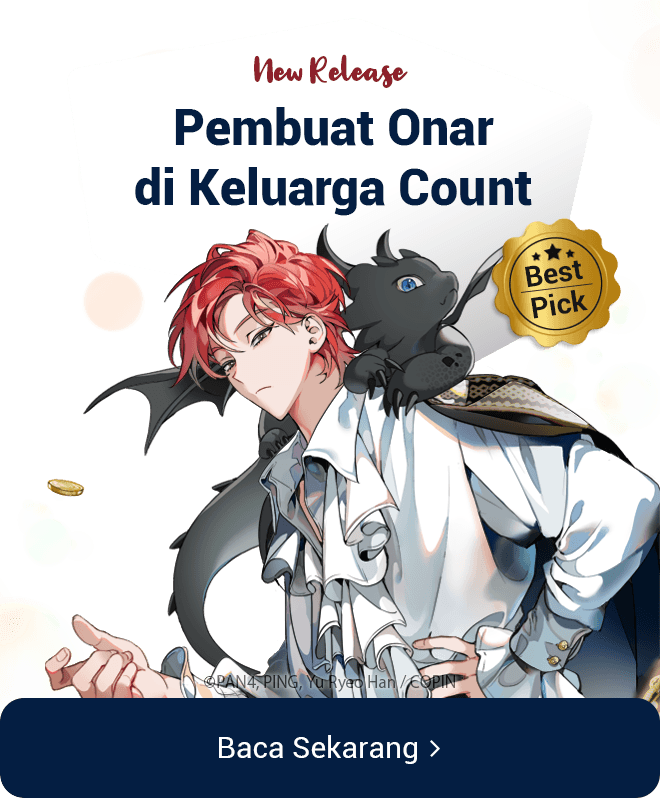 New Release
Pembuat Onar
di Keluarga Count
Best
Pick
©PAN4, PING, Yu Ryeo Han / COPIN
Baca Sekarang >